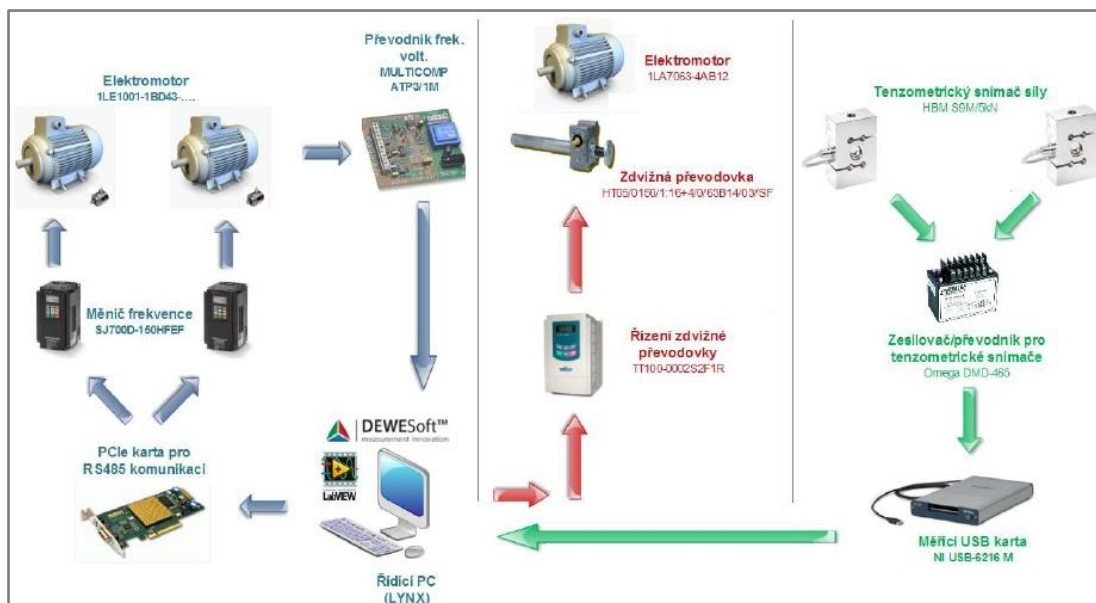 Elektromotor
1LE1001-1BD43-....
Převodník frek.
volt.
MULTICOMP
ATP3/1M
Měnič frekvence
SJ700D-150HFEF
PCIe karta pro
RS485 komunikaci
DEWESoft™
measurement innovation
LabVIEW
Řídící PC
(LYNX)
Elektromotor
1LA7063-4AB12
Zdvižná převodovka
HT05/0150/1:16+4/0/63B14/03/SF
Řízení zdvižné
převodovky
TT100-0002S2F1R
Tenzometrický snímač síly
HBM S9M/5kN
Zesilovač/převodník pro
tenzometrické snímače
Omega DMD-465
Měřicí USB karta
NI USB-6216 M